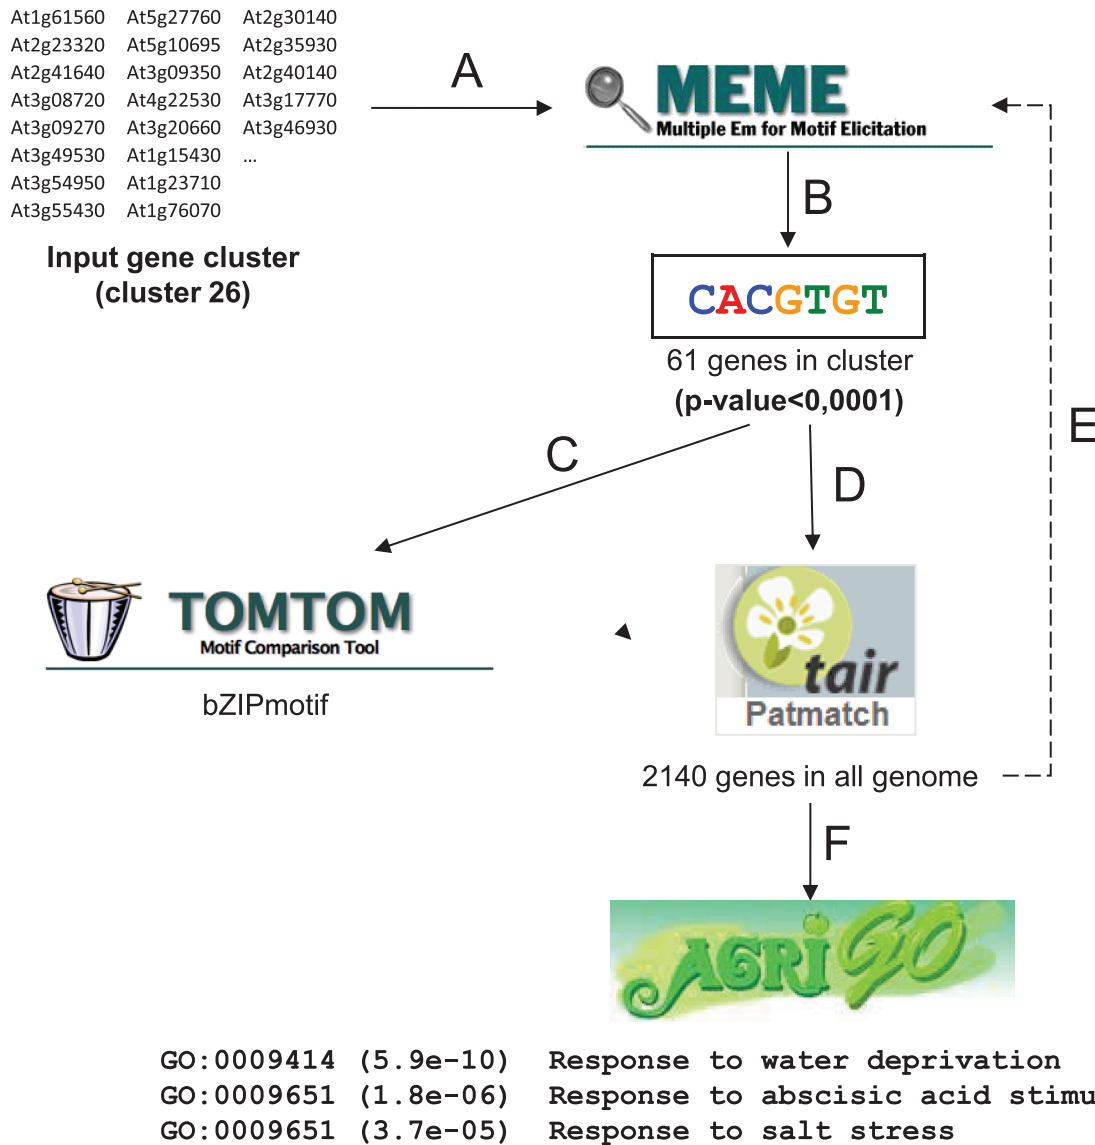 At1g61560 At5g27760 At2g30140
At2g23320 At5g10695 At2g35930
At2g41640 At3g09350 At2g40140
At3g08720 At4g22530 At3g17770
At3g09270 At3g20660 At3g46930
At3g49530 At1g15430 ...
At3g54950 At1g23710
At3g55430 At1g76070
Input gene cluster
(cluster 26)
A
MEME
Multiple Em for Motif Elicitation
B
CACGTGT
61 genes in cluster
(p-value<0,0001)
C
D
E
TOMTOM
Motif Comparison Tool
bZIPmotif
tair
Patmatch
2140 genes in all genome
F
AGRIGO
GO:0009414 (5.9e-10) Response to water deprivation
GO:0009651 (1.8e-06) Response to abscisic acid stimu
GO:0009651 (3.7e-05) Response to salt stress